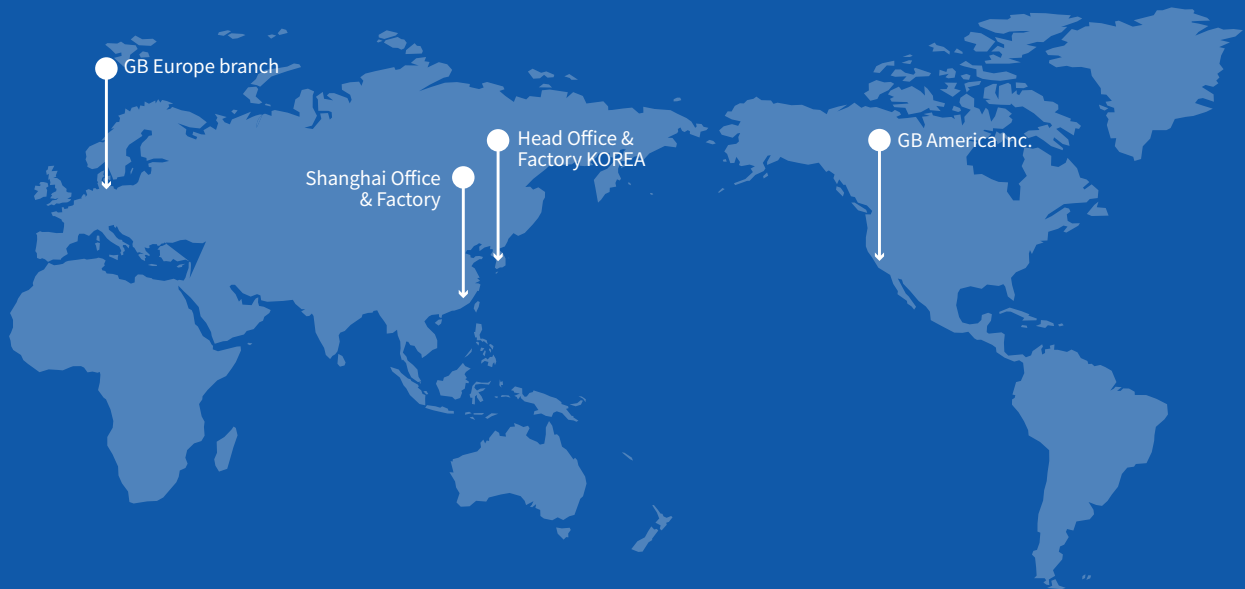 GB Europe branch
Head Office &
Factory KOREA
GB America Inc.
Shanghai Office
& Factory